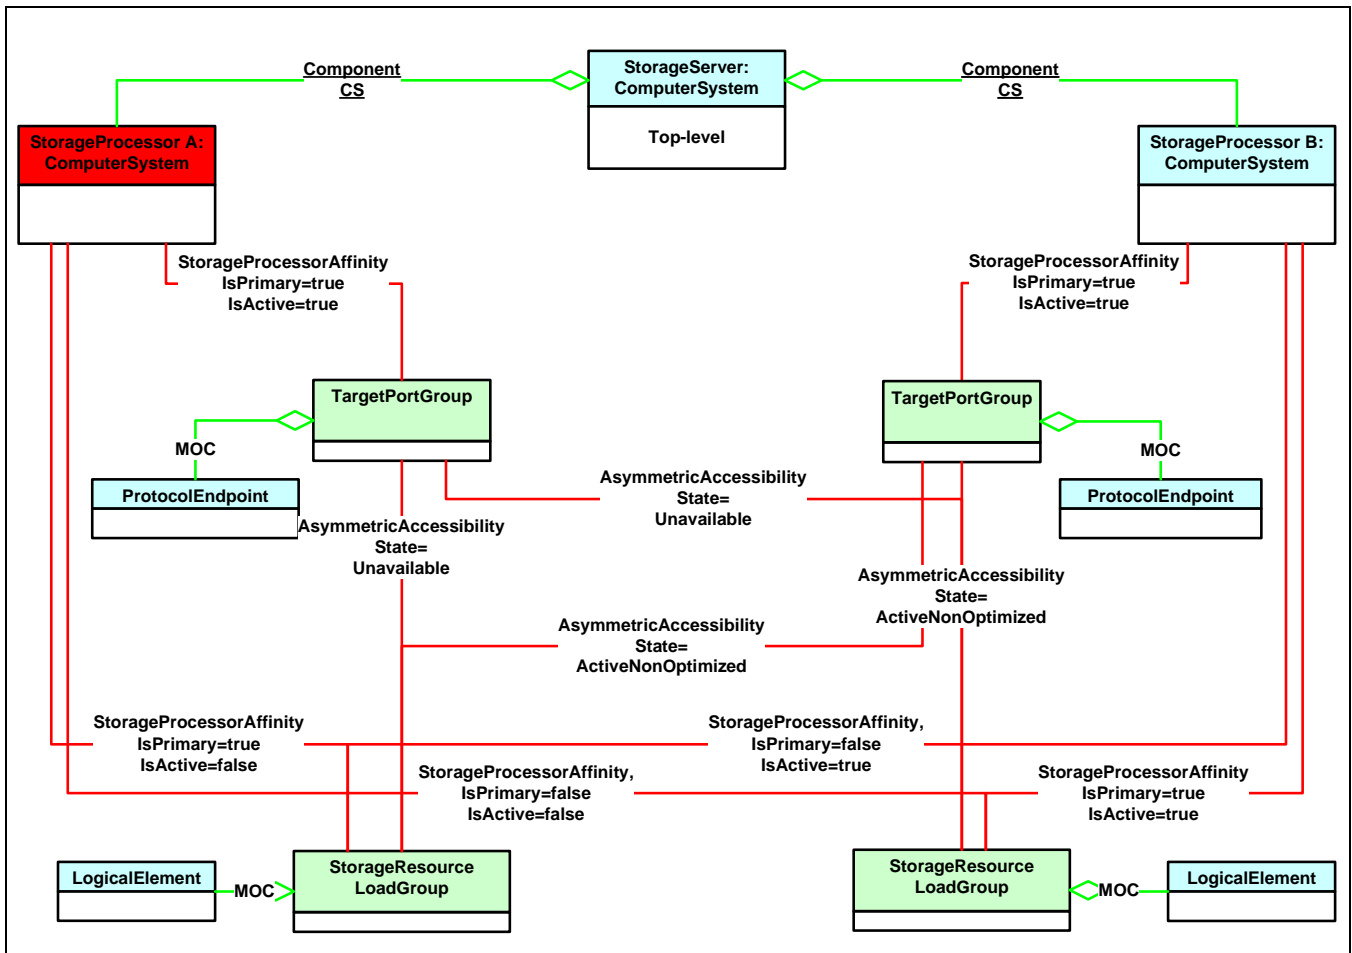 Component
CS
StorageServer:
ComputerSystem
Top-level
Component
CS
StorageProcessor A:
ComputerSystem
StorageProcessor B:
ComputerSystem
StorageProcessorAffinity
IsPrimary=true
IsActive=true
StorageProcessorAffinity
IsPrimary=true
IsActive=true
TargetPortGroup
TargetPortGroup
MOC
MOC
ProtocolEndpoint
ProtocolEndpoint
AsymmetricAccessibility
State=
Unavailable
AsymmetricAccessibility
State=
Unavailable
AsymmetricAccessibility
State=
ActiveNonOptimized
AsymmetricAccessibility
State=
ActiveNonOptimized
StorageProcessorAffinity
IsPrimary=true
IsActive=false
StorageProcessorAffinity,
IsPrimary=false
IsActive=true
StorageProcessorAffinity,
IsPrimary=false
IsActive=false
StorageProcessorAffinity
IsPrimary=true
IsActive=true
LogicalElement
MOC
StorageResource
LoadGroup
StorageResource
LoadGroup
MOC
LogicalElement